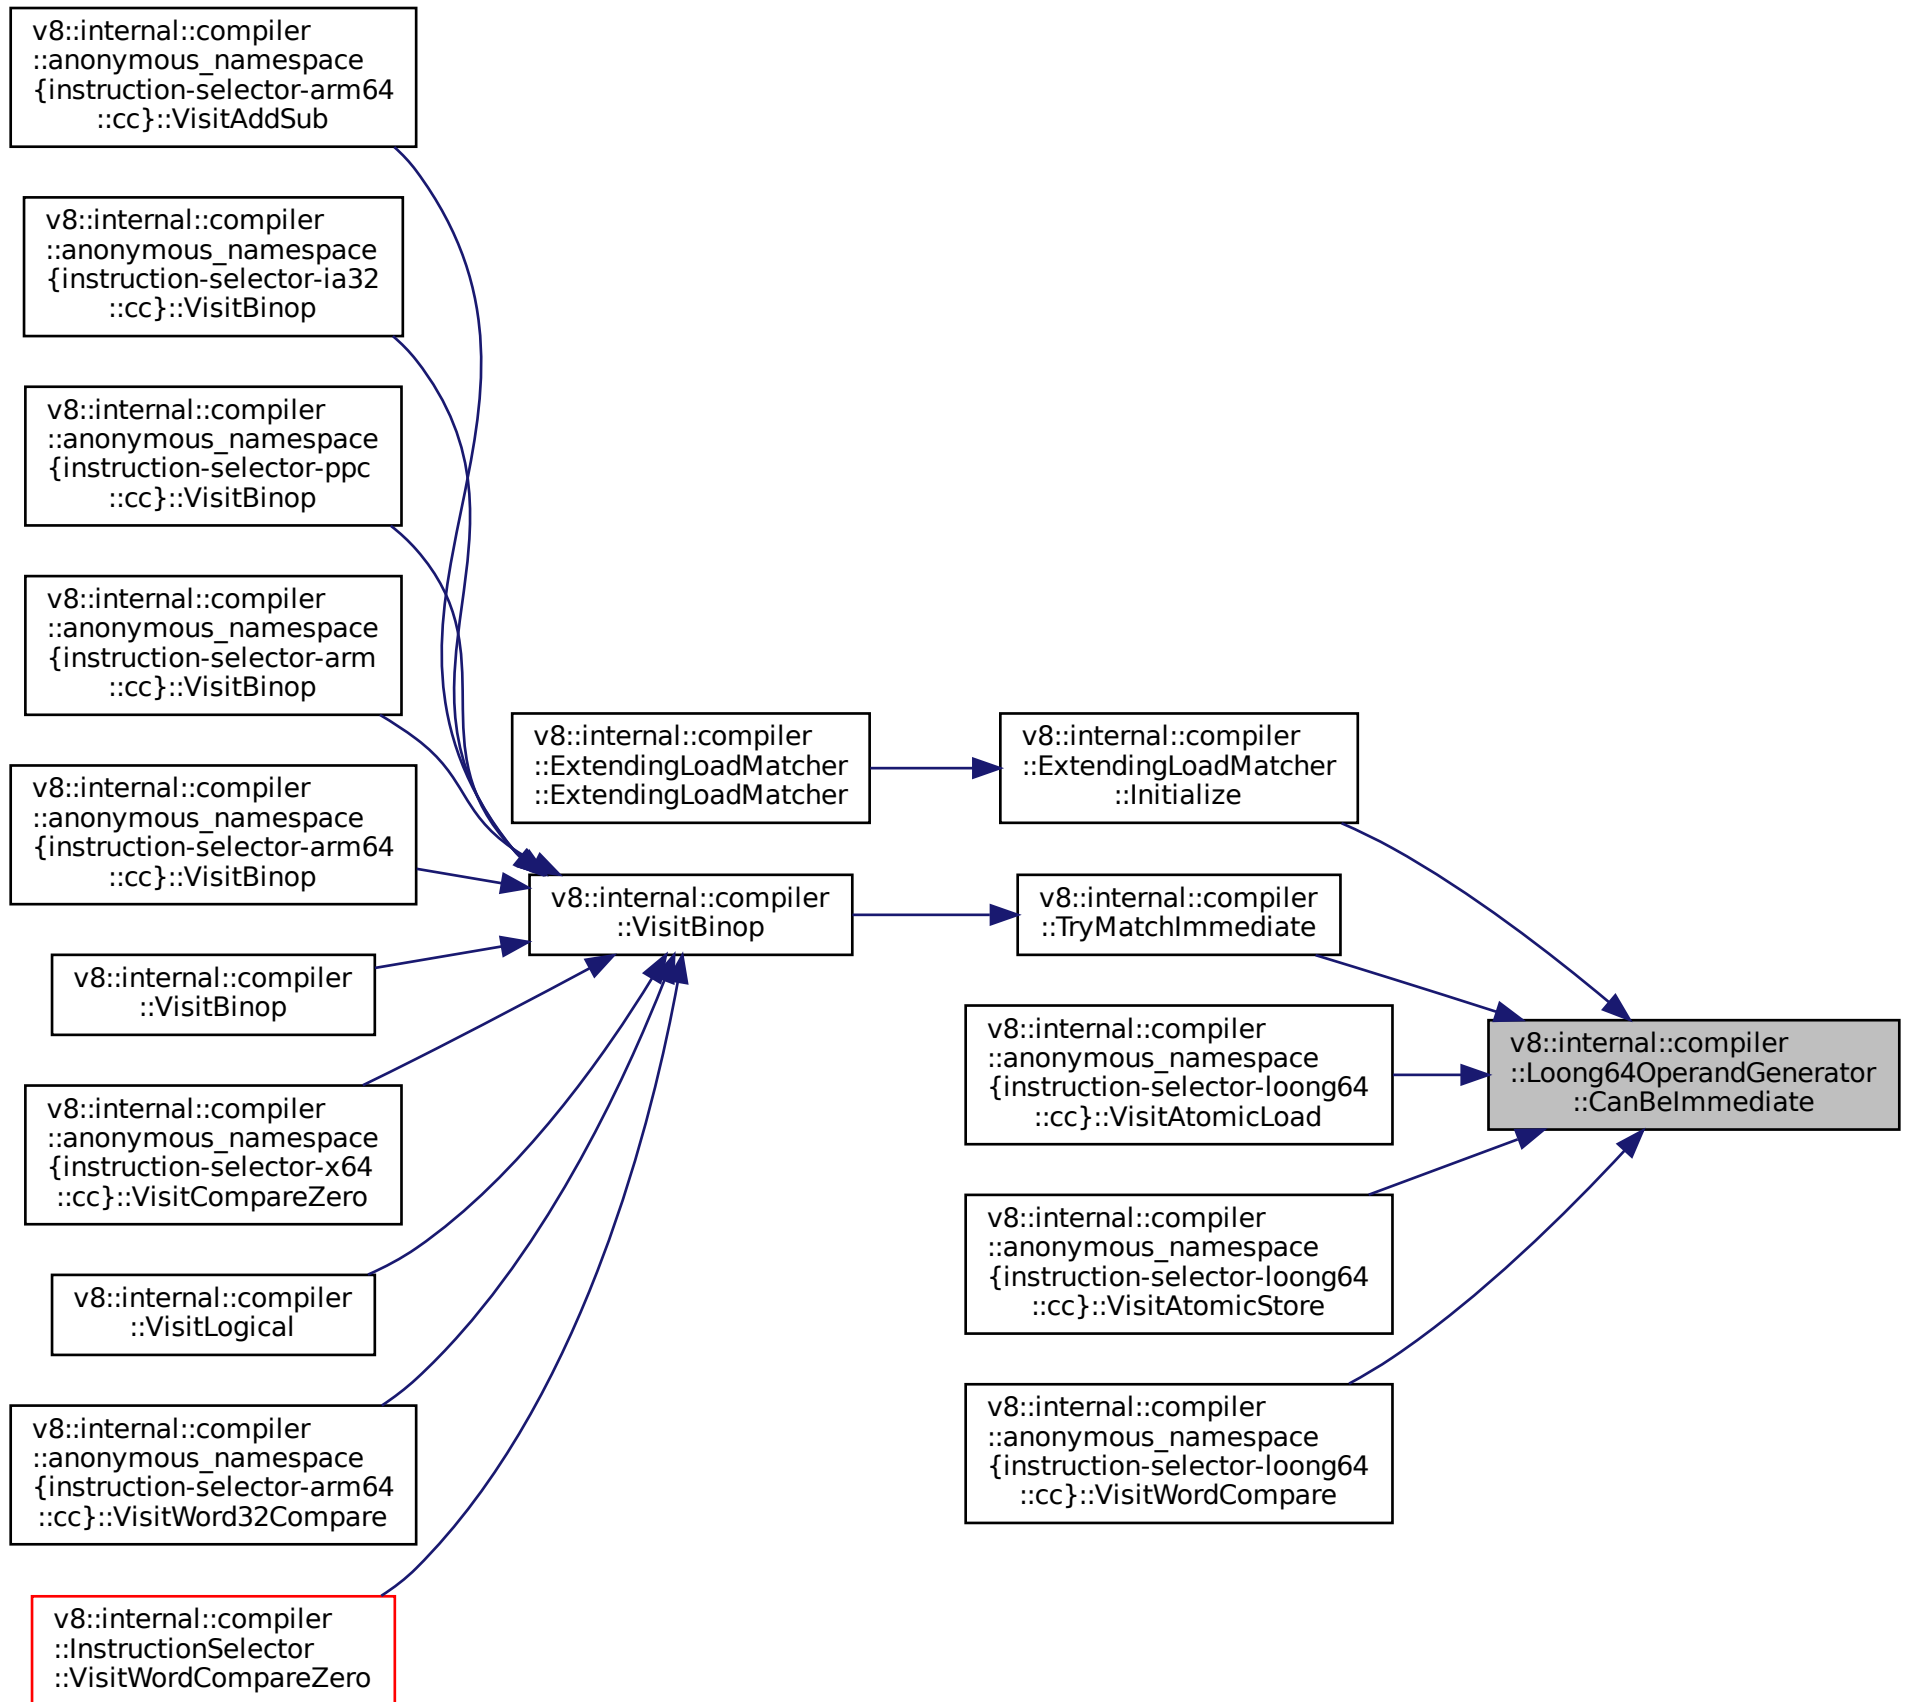 v8::internal::compiler
::anonymous_namespace
{instruction-selector-arm64
::cc}::VisitAddSub
v8::internal::compiler
::anonymous_namespace
{instruction-selector-ia32
::cc}::VisitBinop
v8::internal::compiler
::anonymous_namespace
{instruction-selector-ppc
::cc}::VisitBinop
v8::internal::compiler
::anonymous_namespace
{instruction-selector-arm
::cc}::VisitBinop
v8::internal::compiler
::anonymous_namespace
{instruction-selector-arm64
::cc}::VisitBinop
v8::internal::compiler
::VisitBinop
v8::internal::compiler
::anonymous_namespace
{instruction-selector-x64
::cc}::VisitCompareZero
v8::internal::compiler
::VisitLogical
v8::internal::compiler
::anonymous_namespace
{instruction-selector-arm64
::cc}::VisitWord32Compare
v8::internal::compiler
::InstructionSelector
::VisitWordCompareZero
v8::internal::compiler
::ExtendingLoadMatcher
::ExtendingLoadMatcher
v8::internal::compiler
::VisitBinop
v8::internal::compiler
::ExtendingLoadMatcher
::Initialize
v8::internal::compiler
::TryMatchImmediate
v8::internal::compiler
::anonymous_namespace
{instruction-selector-loong64
::cc}::VisitAtomicLoad
v8::internal::compiler
::anonymous_namespace
{instruction-selector-loong64
::cc}::VisitAtomicStore
v8::internal::compiler
::anonymous_namespace
{instruction-selector-loong64
::cc}::VisitWordCompare
v8::internal::compiler
::Loong64OperandGenerator
::CanBeImmediate